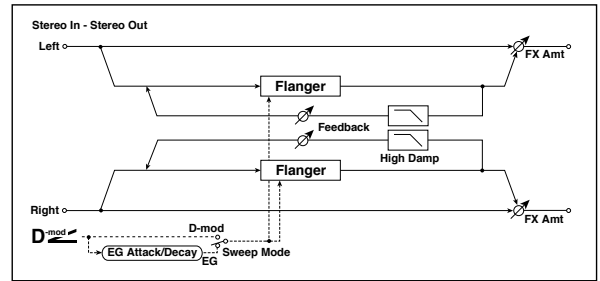 Stereo In - Stereo Out
Left
FX Amt
Flanger
Feedback
High Damp
Flanger
Right
FX Amt
D-mod
D-mod
EG Attack/Decay
EG
Sweep Mode